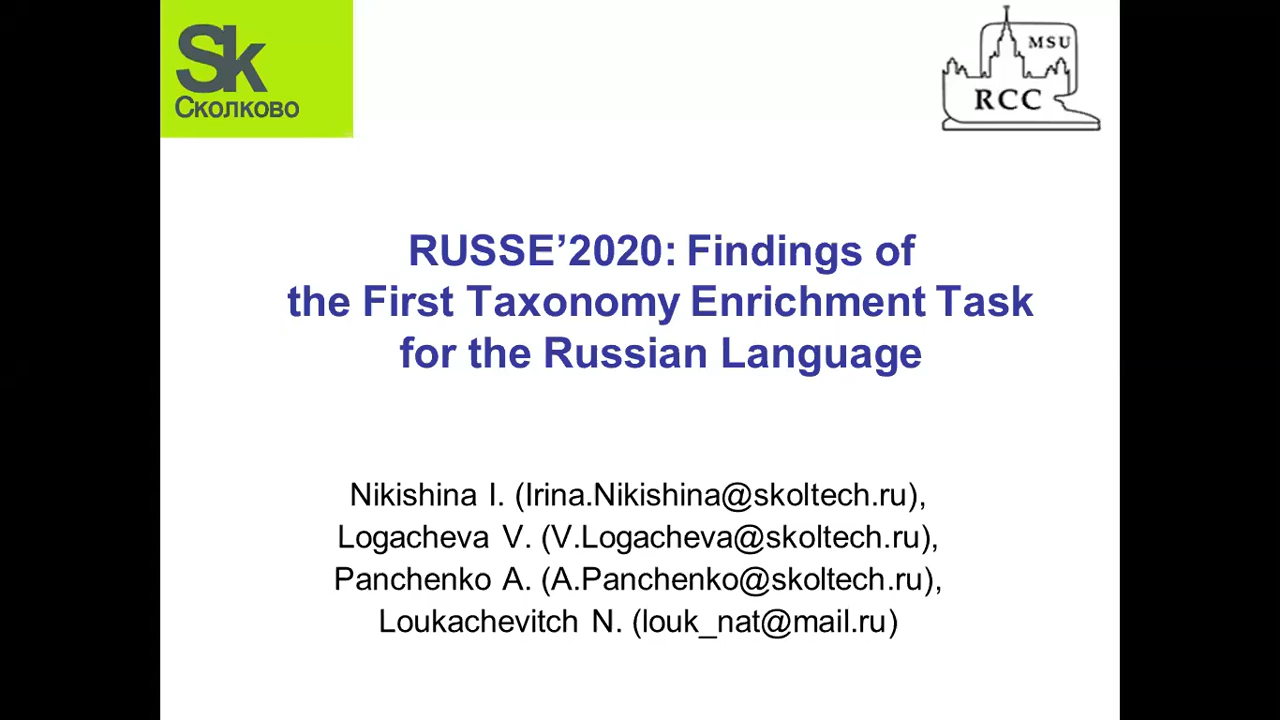 Sk
Сколково
MSU
RCC
RUSSE’2020: Findings of
the First Taxonomy Enrichment Task
for the Russian Language
Nikishina I. (Irina.Nikishina@skoltech.ru),
Logacheva V. (V.Logacheva@skoltech.ru),
Panchenko A. (A.Panchenko@skoltech.ru),
Loukachevitch N. (louk_nat@mail.ru)